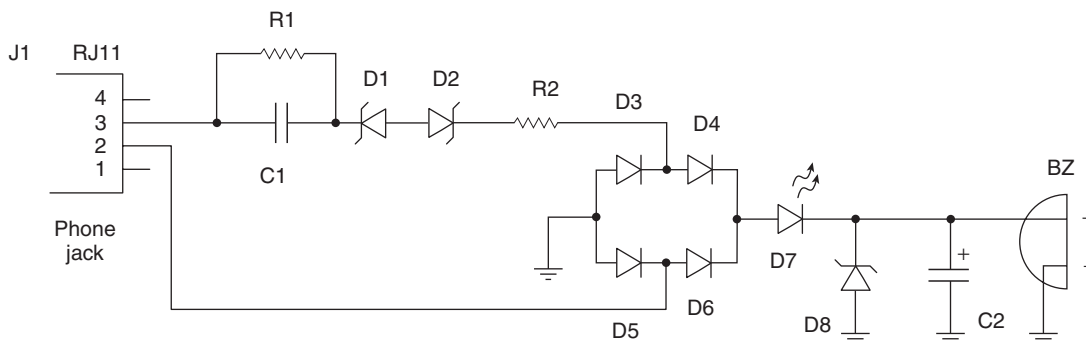 R1
J1 RJ11
D1 D2
R2
D3
D4
4
3
2
1
C1
BZ
Phone
jack
D7
+
D6
D5
D8
C2